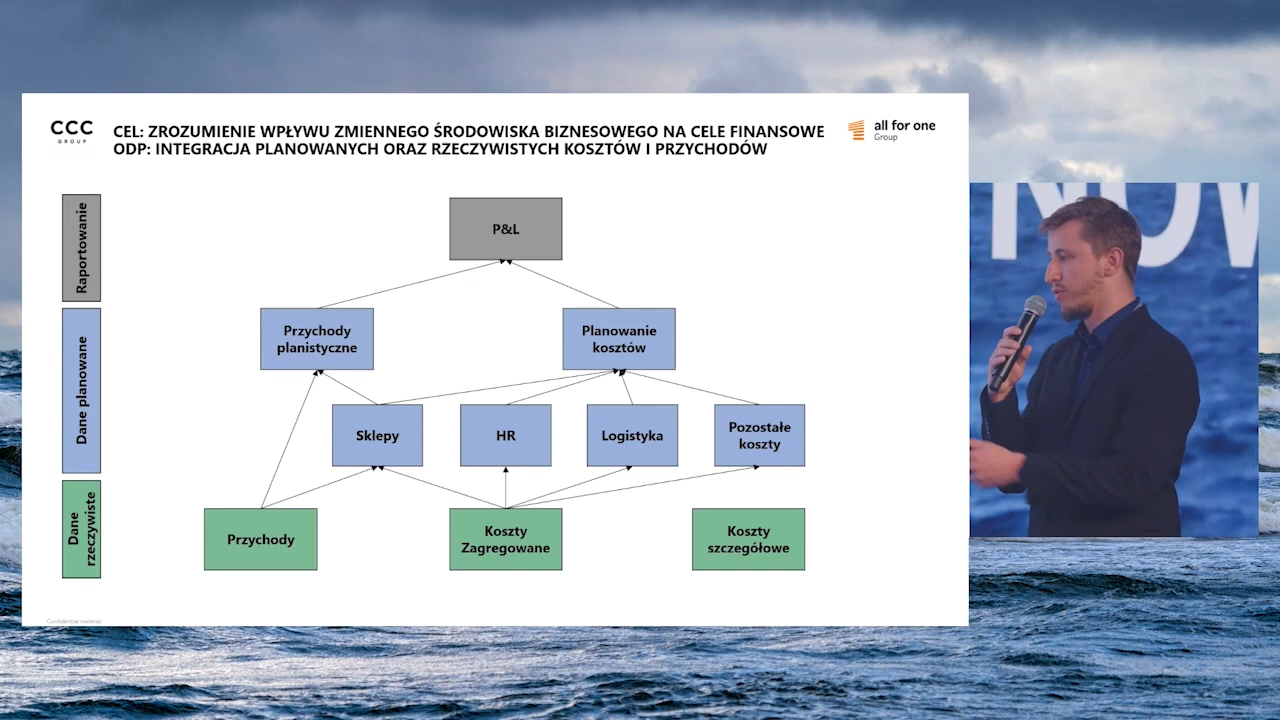 CCC
GROUP
CEL: ZROZUMIENIE WPŁYWU ZMIENNEGO ŚRODOWISKA BIZNESOWEGO NA CELE FINANSOWE
ODP: INTEGRACJA PLANOWANYCH ORAZ RZECZYWISTYCH KOSZTÓW I PRZYCHODÓW
all for one
Group
Raportowanie
P&L
Dane planowane
Przychody
planistyczne
Planowanie
kosztów
Sklepy
HR
Logistyka
Pozostałe
koszty
Dane
rzeczywiste
Przychody
Koszty
Zagregowane
Koszty
szczegółowe
Confidential material
NOW